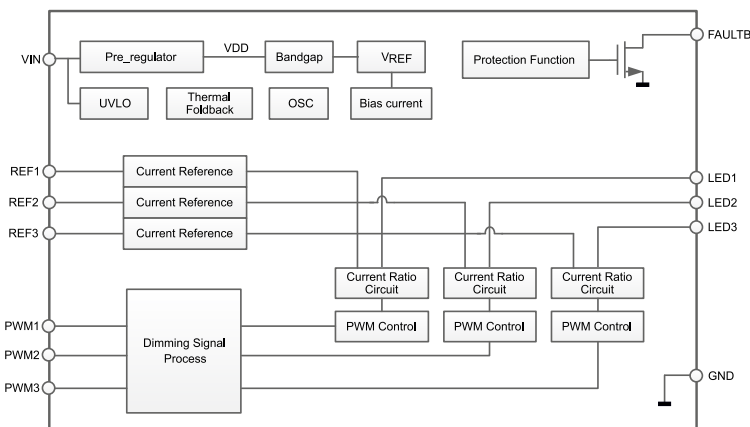 VIN
Pre_regulator
VDD
Bandgap
VREF
Protection Function
FAULTB
UVLO
Thermal
Foldback
OSC
Bias current
REF1
Current Reference
LED1
REF2
Current Reference
LED2
REF3
Current Reference
LED3
Current Ratio
Circuit
Current Ratio
Circuit
Current Ratio
Circuit
PWM1
Dimming Signal
Process
PWM Control
PWM Control
PWM Control
PWM2
PWM3
GND